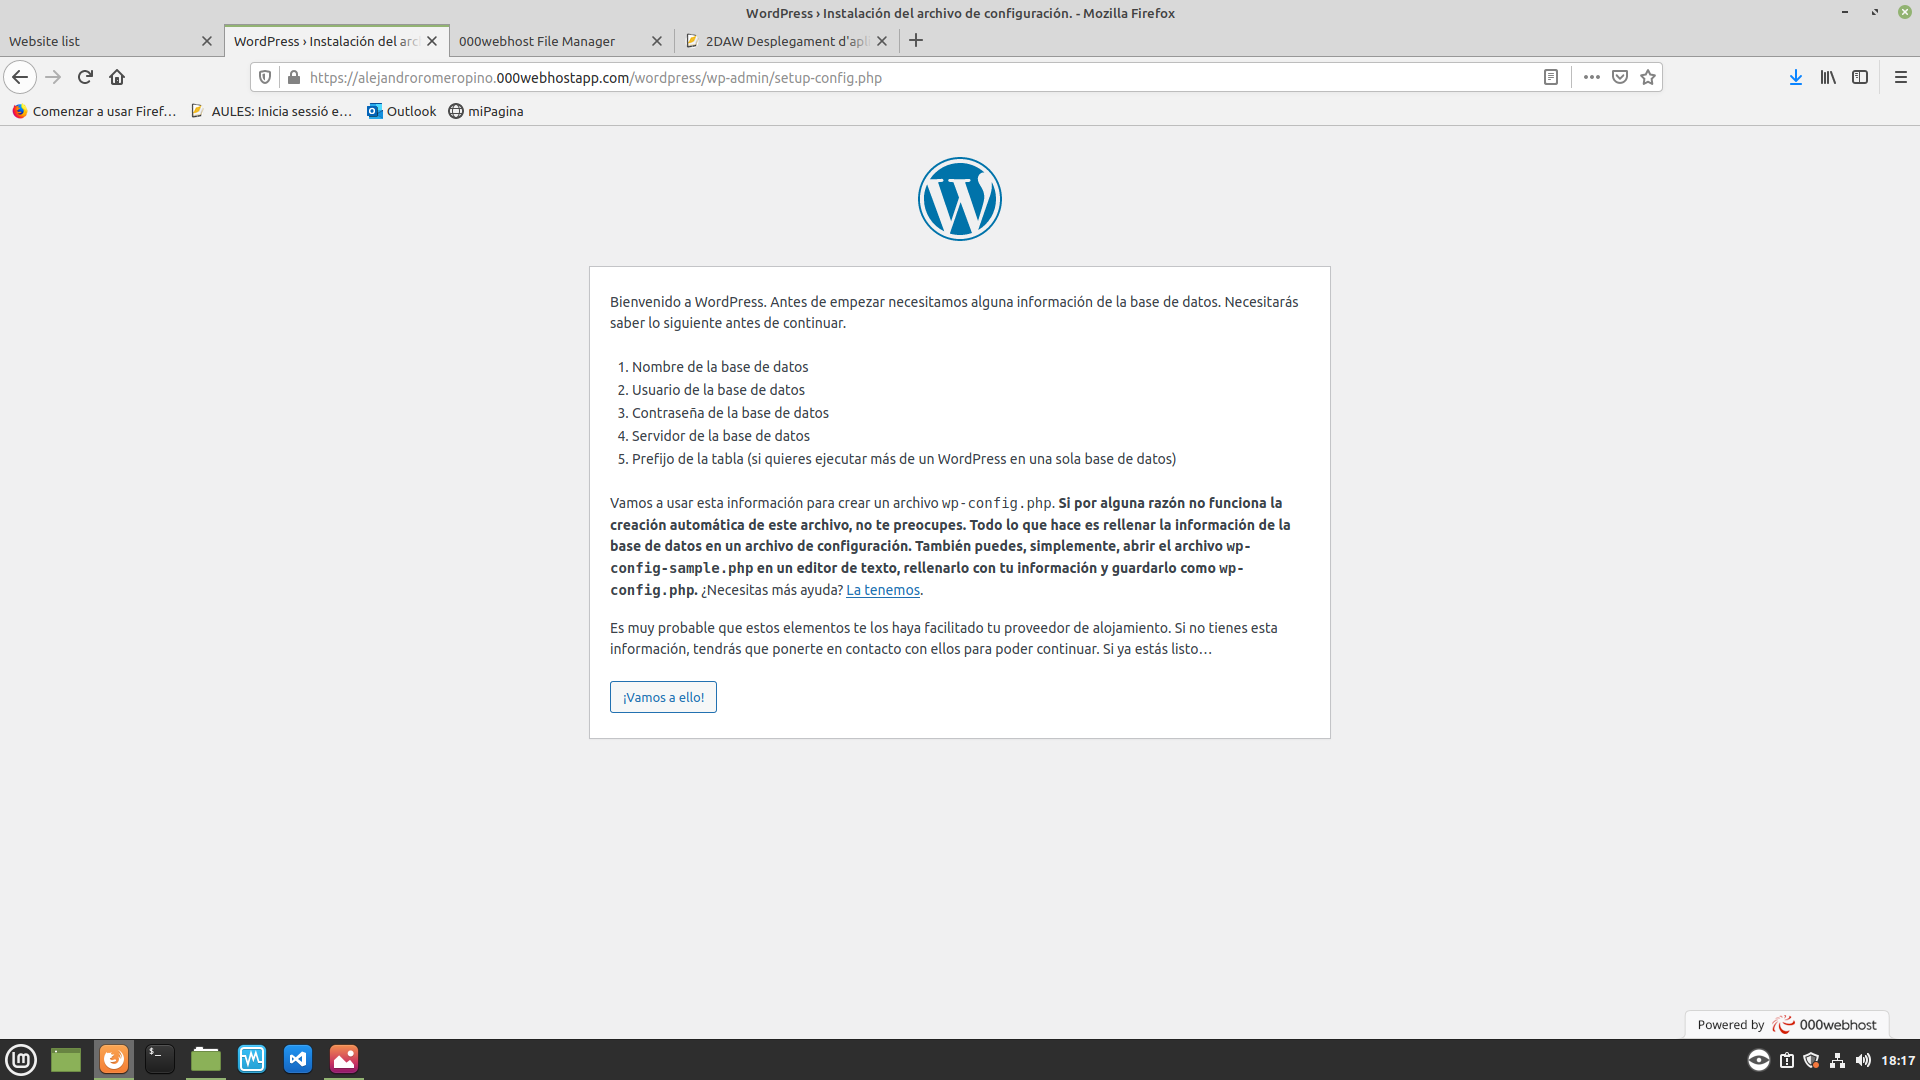 WordPress › Instalación del archivo de configuración. - Mozilla Firefox
Website list
WordPress › Instalación del arc
000webhost File Manager
2DAW Desplegament d'apl
https://alejandroromeropino.000webhostapp.com/wordpress/wp-admin/setup-config.php
Comenzar a usar Firef…
AULES: Inicia sessió e…
Outlook
miPagina
Bienvenido a WordPress. Antes de empezar necesitamos alguna información de la base de datos. Necesitarás
saber lo siguiente antes de continuar.
1. Nombre de la base de datos
2. Usuario de la base de datos
3. Contraseña de la base de datos
4. Servidor de la base de datos
5. Prefijo de la tabla (si quieres ejecutar más de un WordPress en una sola base de datos)
Vamos a usar esta información para crear un archivo wp-config.php. Si por alguna razón no funciona la
creación automática de este archivo, no te preocupes. Todo lo que hace es rellenar la información de la
base de datos en un archivo de configuración. También puedes, simplemente, abrir el archivo wp-
config-sample.php en un editor de texto, rellenarlo con tu información y guardarlo como wp-
config.php. ¿Necesitas más ayuda? La tenemos.
Es muy probable que estos elementos te los haya facilitado tu proveedor de alojamiento. Si no tienes esta
información, tendrás que ponerte en contacto con ellos para poder continuar. Si ya estás listo…
¡Vamos a ello!
Powered by 000webhost
18:17